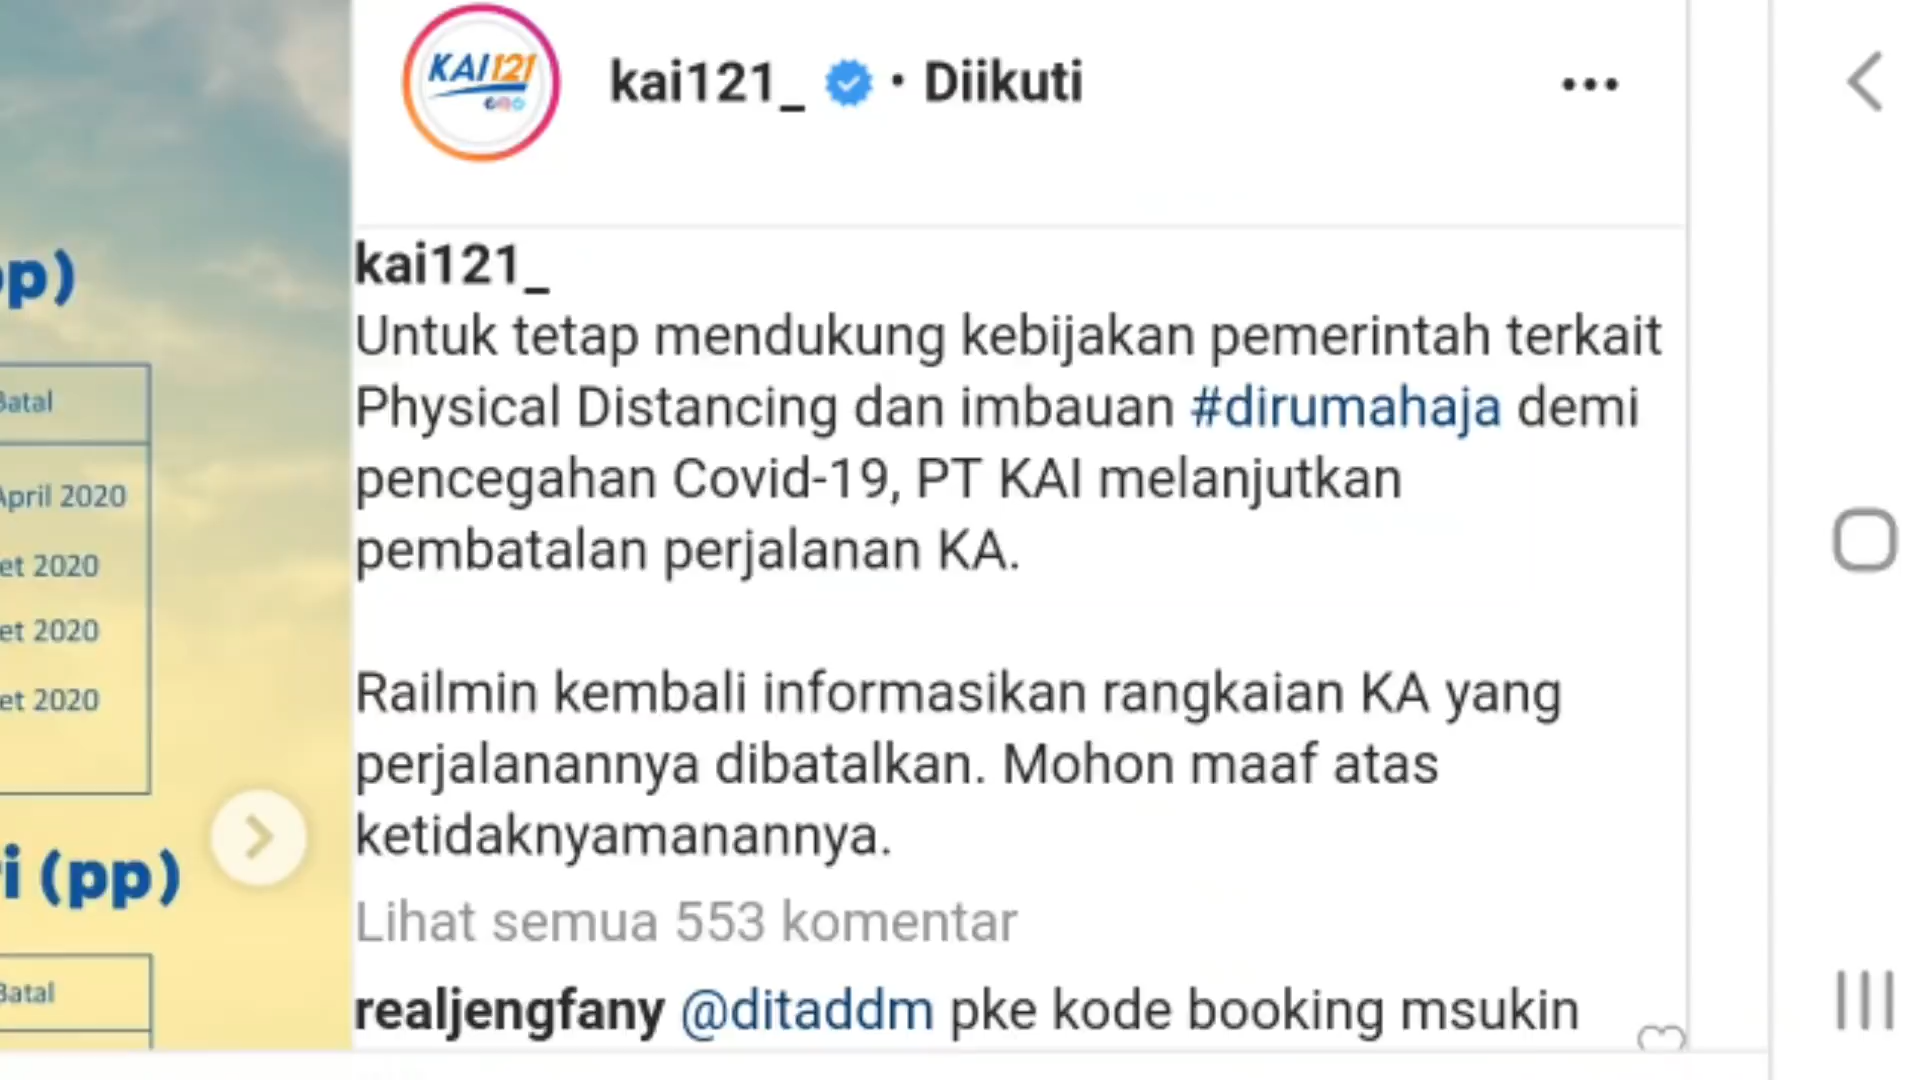 KAI121
kai121_ • Diikuti
pp)
Batal
April 2020
et 2020
et 2020
et 2020
i (pp)
Batal
kai121_
Untuk tetap mendukung kebijakan pemerintah terkait
Physical Distancing dan imbauan #dirumahaja demi
pencegahan Covid-19, PT KAI melanjutkan
pembatalan perjalanan KA.
Railmin kembali informasikan rangkaian KA yang
perjalanannya dibatalkan. Mohon maaf atas
ketidaknyamanannya.
Lihat semua 553 komentar
realjengfany @ditaddm pke kode booking msukin